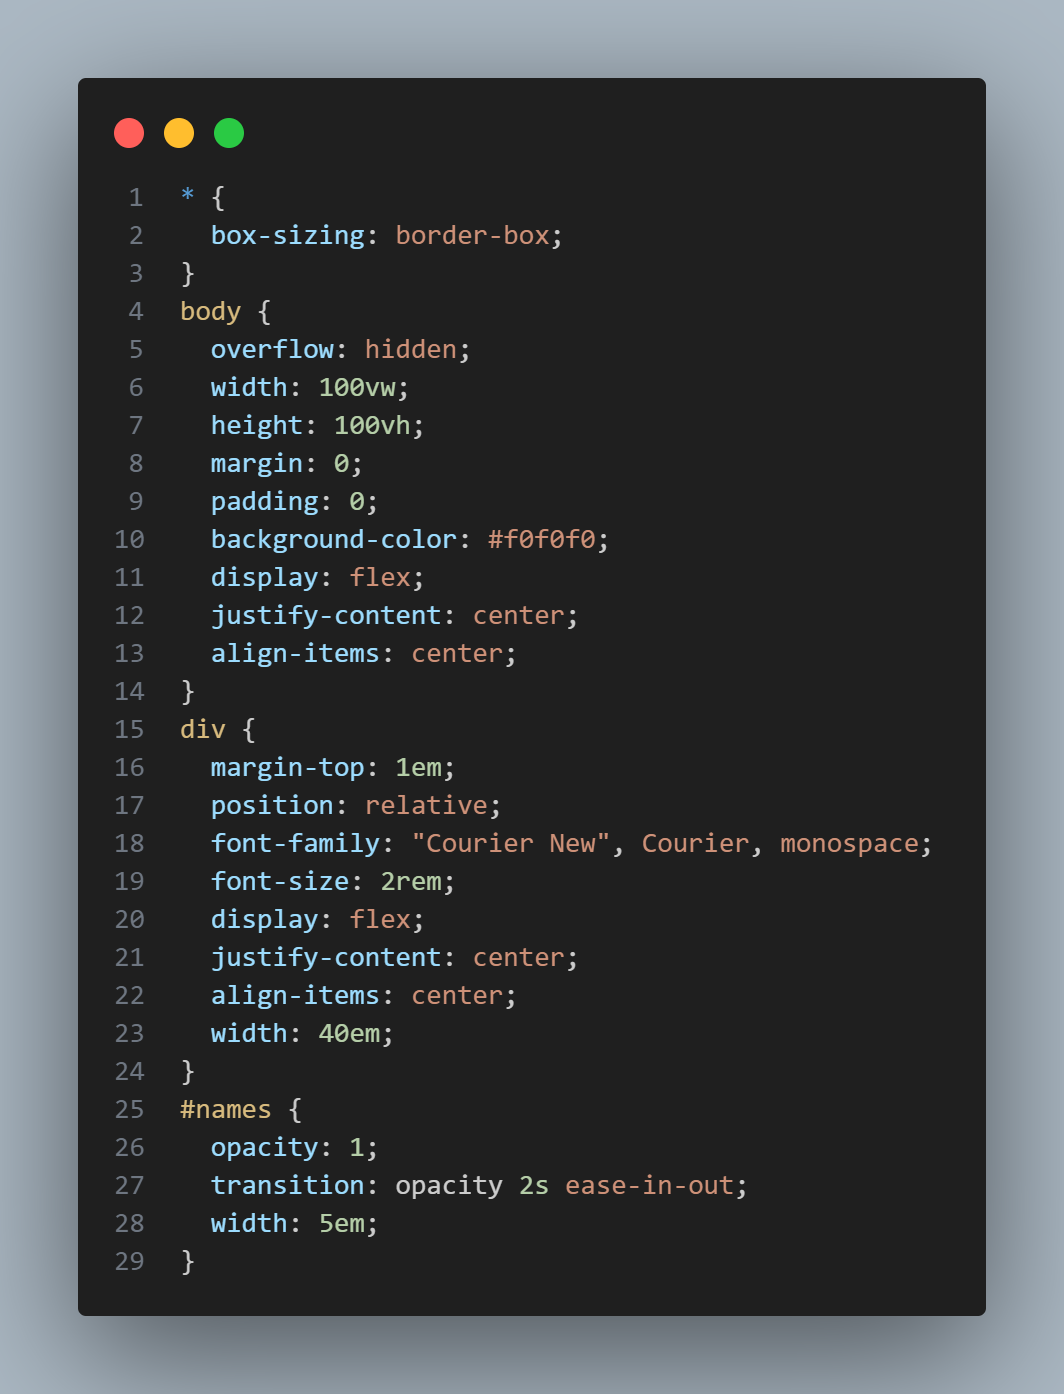 1 * {
2   box-sizing: border-box;
3 }
4 body {
5   overflow: hidden;
6   width: 100vw;
7   height: 100vh;
8   margin: 0;
9   padding: 0;
10   background-color: #f0f0f0;
11   display: flex;
12   justify-content: center;
13   align-items: center;
14 }
15 div {
16   margin-top: 1em;
17   position: relative;
18   font-family: "Courier New", Courier, monospace;
19   font-size: 2rem;
20   display: flex;
21   justify-content: center;
22   align-items: center;
23   width: 40em;
24 }
25 #names {
26   opacity: 1;
27   transition: opacity 2s ease-in-out;
28   width: 5em;
29 }